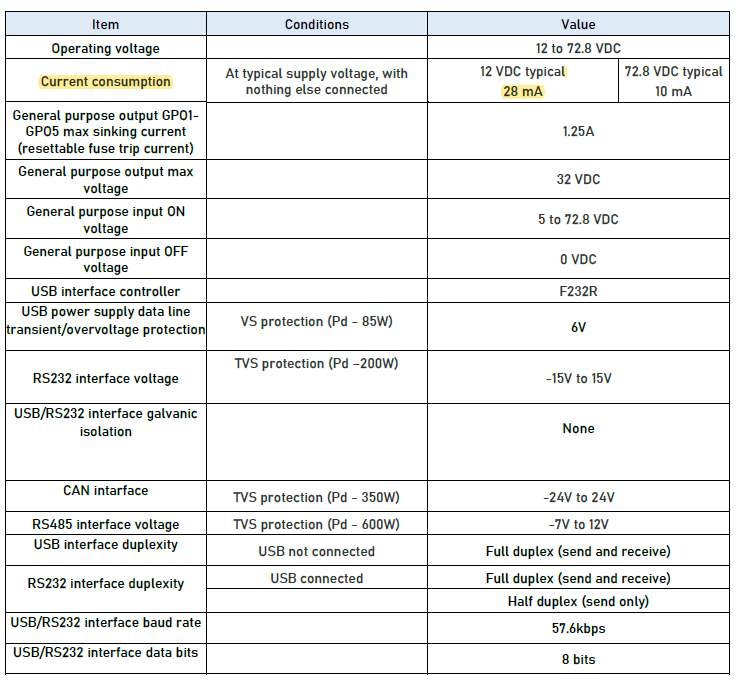 Item Conditions Value
Operating voltage 12 to 72.8 VDC
Current consumption At typical supply voltage, with nothing else connected 12 VDC typical 28 mA 72.8 VDC typical 10 mA
General purpose output GPO1-
GPO5 max sinking current
(resettable fuse trip current) 1.25A
General purpose output max
voltage 32 VDC
General purpose input ON
voltage 5 to 72.8 VDC
General purpose input OFF
voltage 0 VDC
USB interface controller F232R
USB power supply data line
transient/overvoltage protection VS protection (Pd - 85W) 6V
RS232 interface voltage TVS protection (Pd –200W) -15V to 15V
USB/RS232 interface galvanic
isolation None
CAN intarface TVS protection (Pd - 350W) -24V to 24V
RS485 interface voltage TVS protection (Pd - 600W) -7V to 12V
USB interface duplexity USB not connected Full duplex (send and receive)
RS232 interface duplexity USB connected Full duplex (send and receive)
Half duplex (send only)
USB/RS232 interface baud rate 57.6kbps
USB/RS232 interface data bits 8 bits